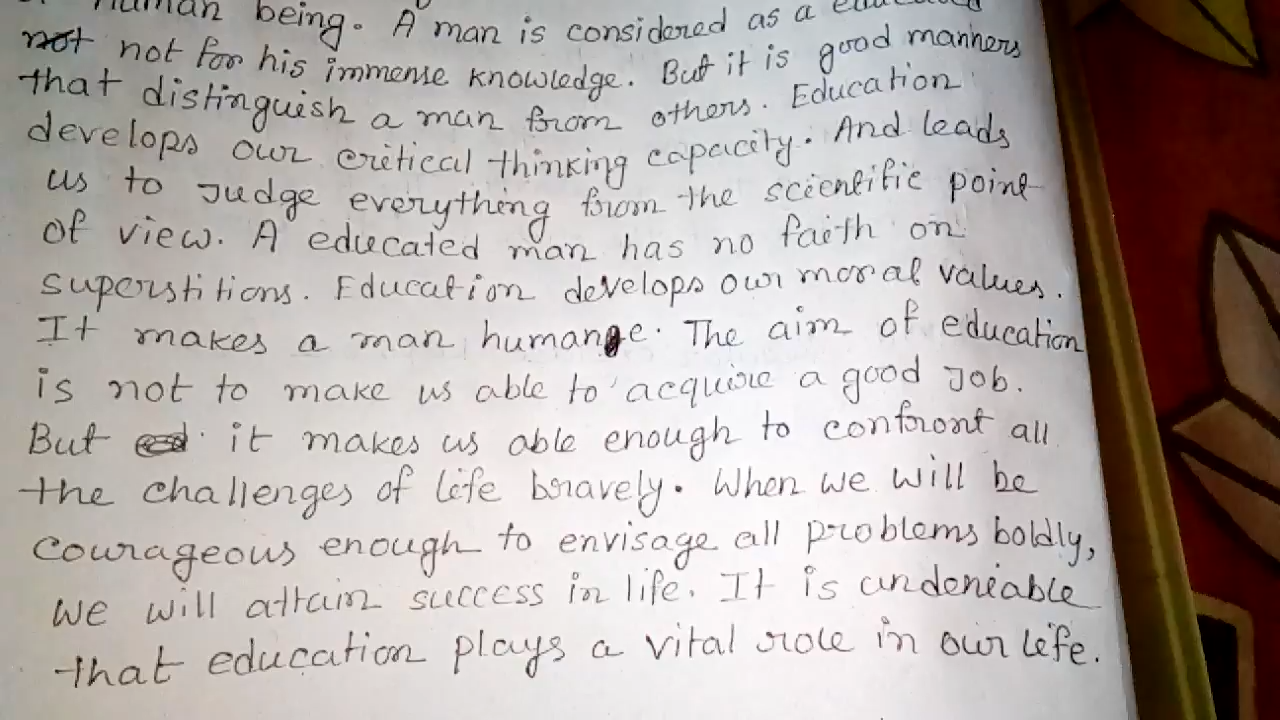 human being. A man is considered as a educated
not not for his immense knowledge. But it is good manners
that distinguish a man from others. Education
develops our critical thinking capacity. And leads
us to Judge everything from the scientific point
of view. A educated man has no faith on
superstitions. Education develops our moral values.
It makes a man humane. The aim of education
is not to make us able to acquire a good Job.
But it makes us able enough to confront all
the challenges of life bravely. When we will be
courageous enough to envisage all problems boldly,
we will attain success in life. It is undeniable
that education plays a vital role in our life.